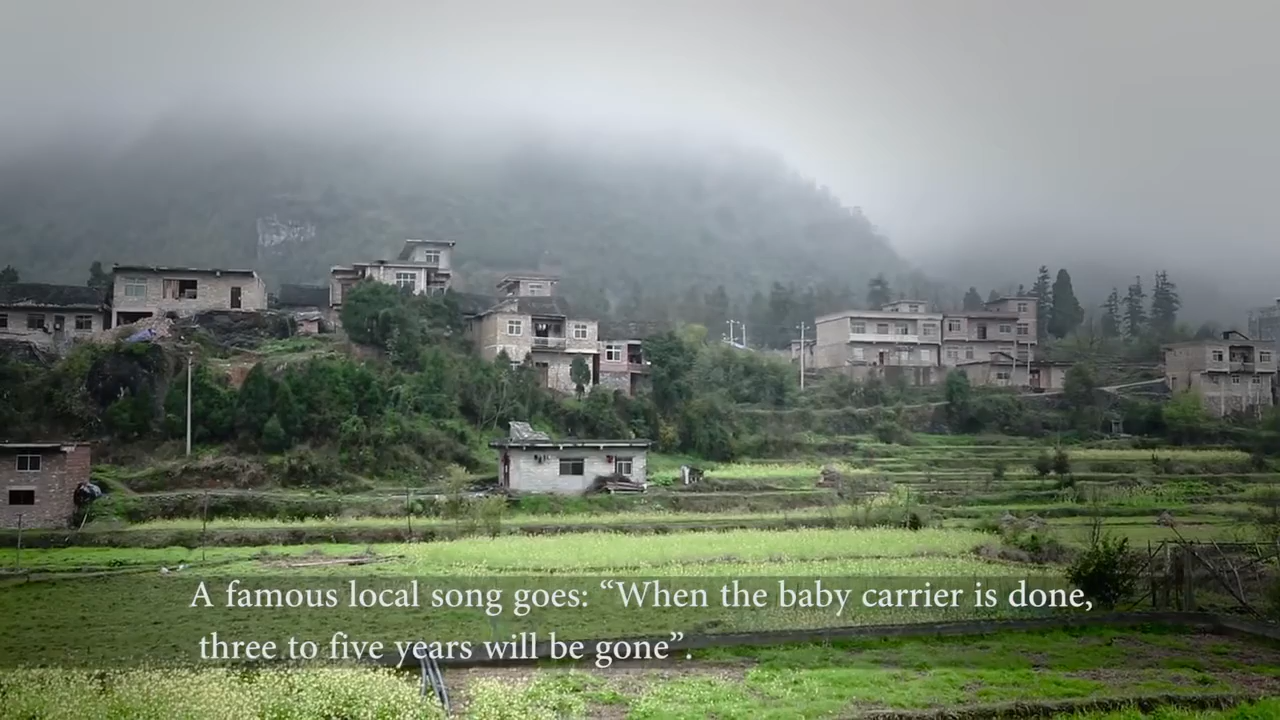 A famous local song goes: “When the baby carrier is done,
three to five years will be gone”.